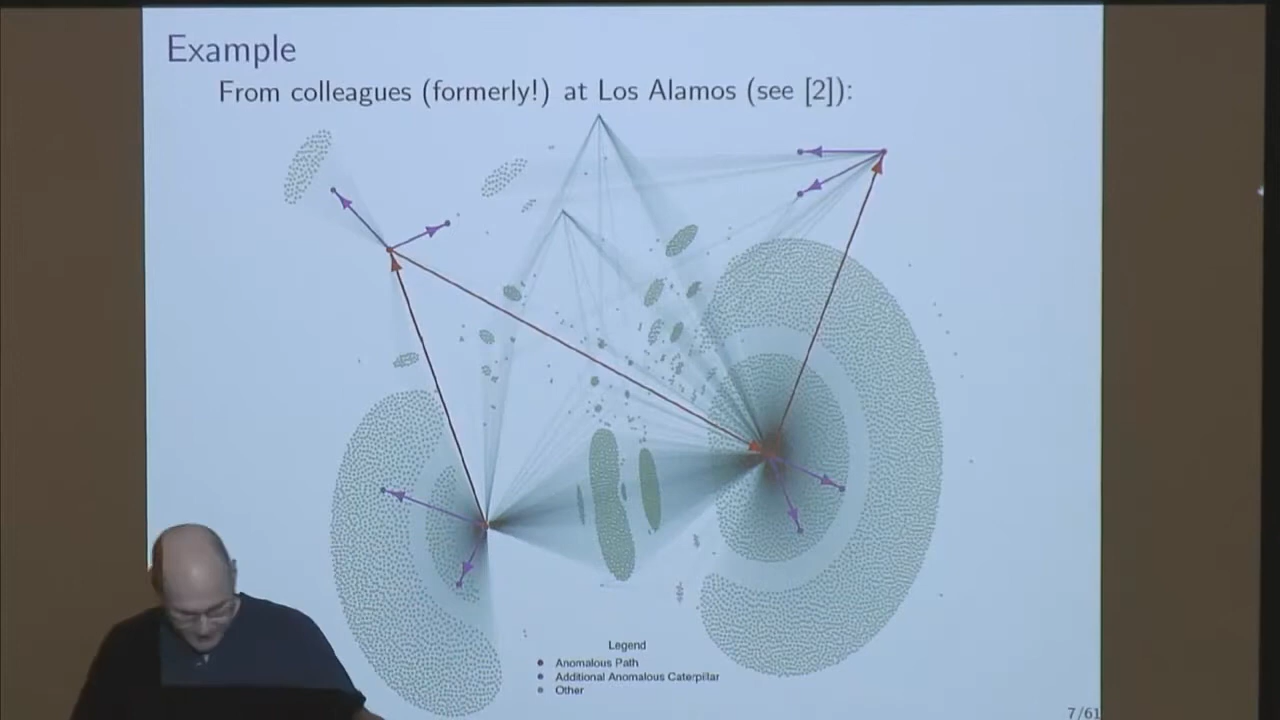 Example
From colleagues (formerly!) at Los Alamos (see [2]):
Legend
Anomalous Path
Additional Anomalous Caterpillar
Other
7/61